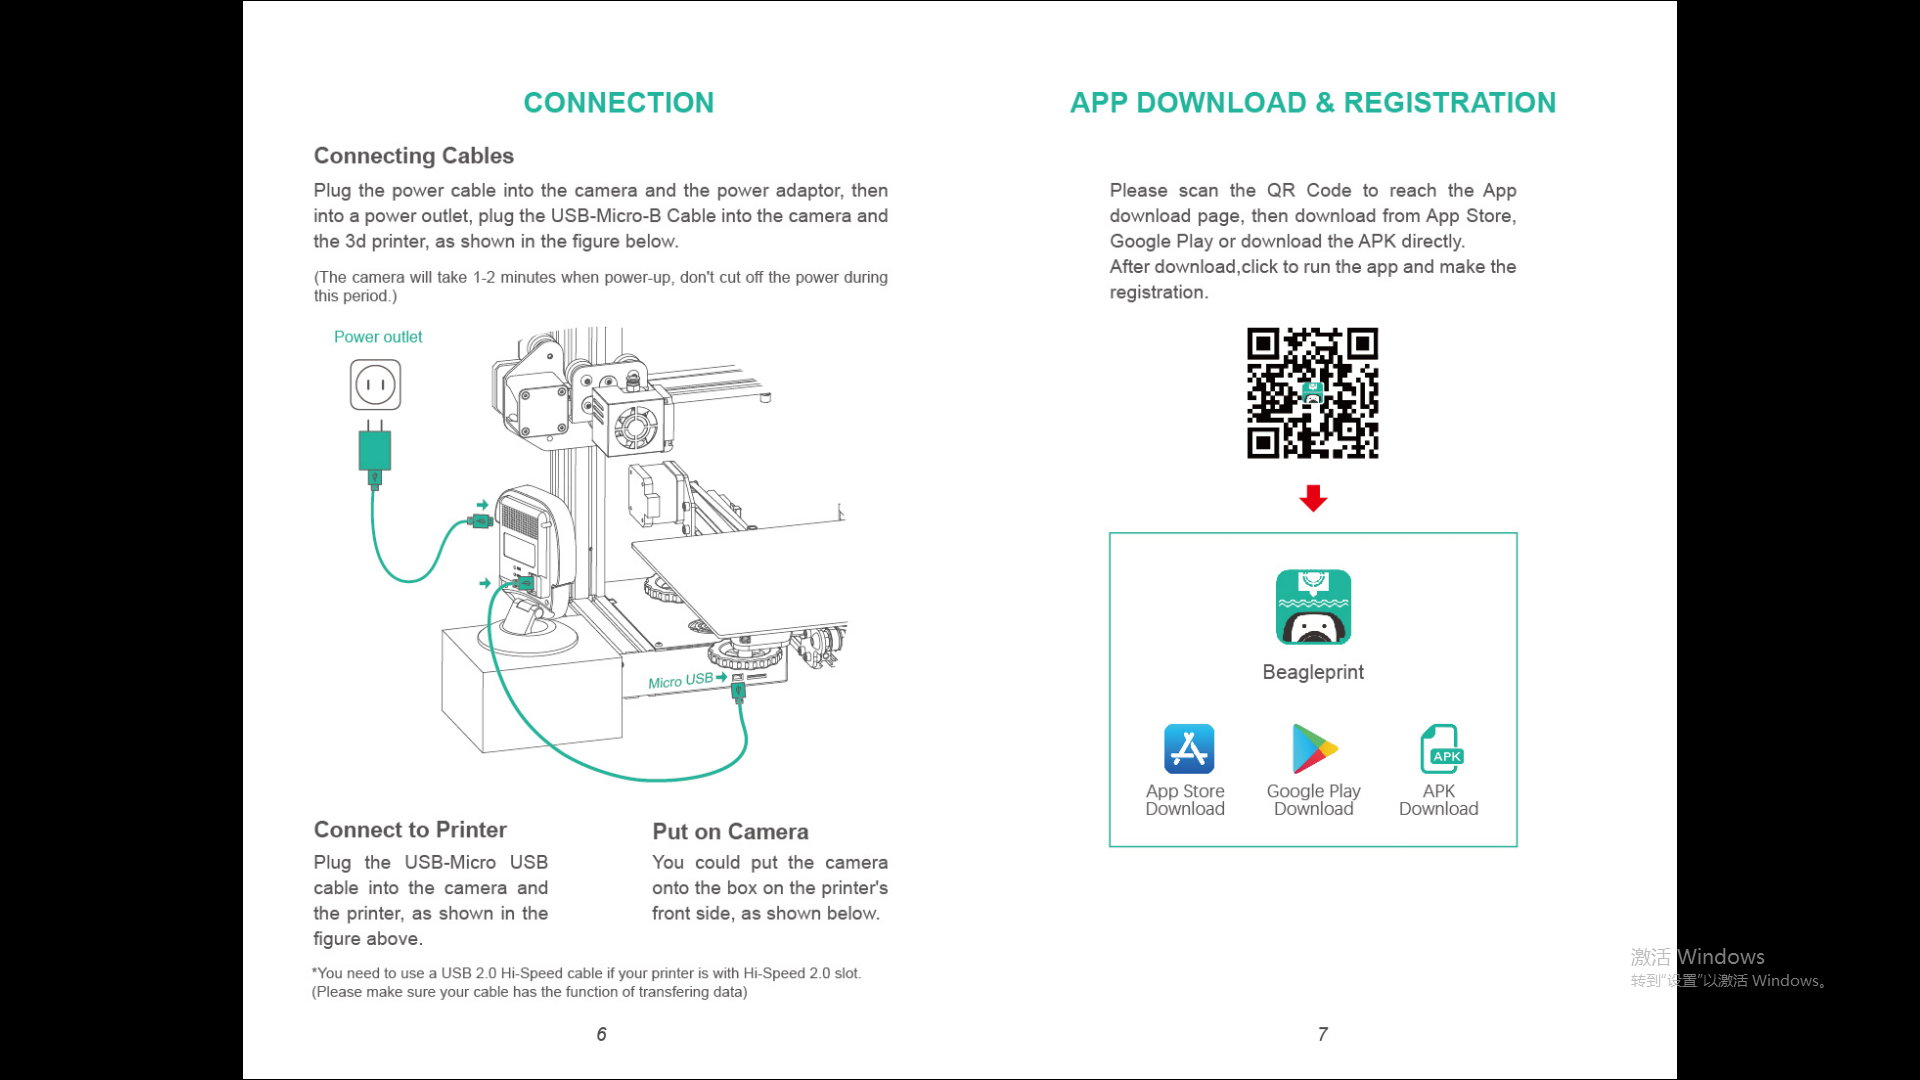 CONNECTION
Connecting Cables
Plug the power cable into the camera and the power adaptor, then
into a power outlet, plug the USB-Micro-B Cable into the camera and
the 3d printer, as shown in the figure below.
(The camera will take 1-2 minutes when power-up, don't cut off the power during
this period.)
Power outlet
Micro USB
Connect to Printer
Plug the USB-Micro USB
cable into the camera and
the printer, as shown in the
figure above.
Put on Camera
You could put the camera
onto the box on the printer's
front side, as shown below.
*You need to use a USB 2.0 Hi-Speed cable if your printer is with Hi-Speed 2.0 slot.
(Please make sure your cable has the function of transfering data)
6
APP DOWNLOAD & REGISTRATION
Please scan the QR Code to reach the App
download page, then download from App Store,
Google Play or download the APK directly.
After download,click to run the app and make the
registration.
Beagleprint
App Store
Download
Google Play
Download
APK
APK
Download
7
激活 Windows
转到"设置"以激活 Windows。